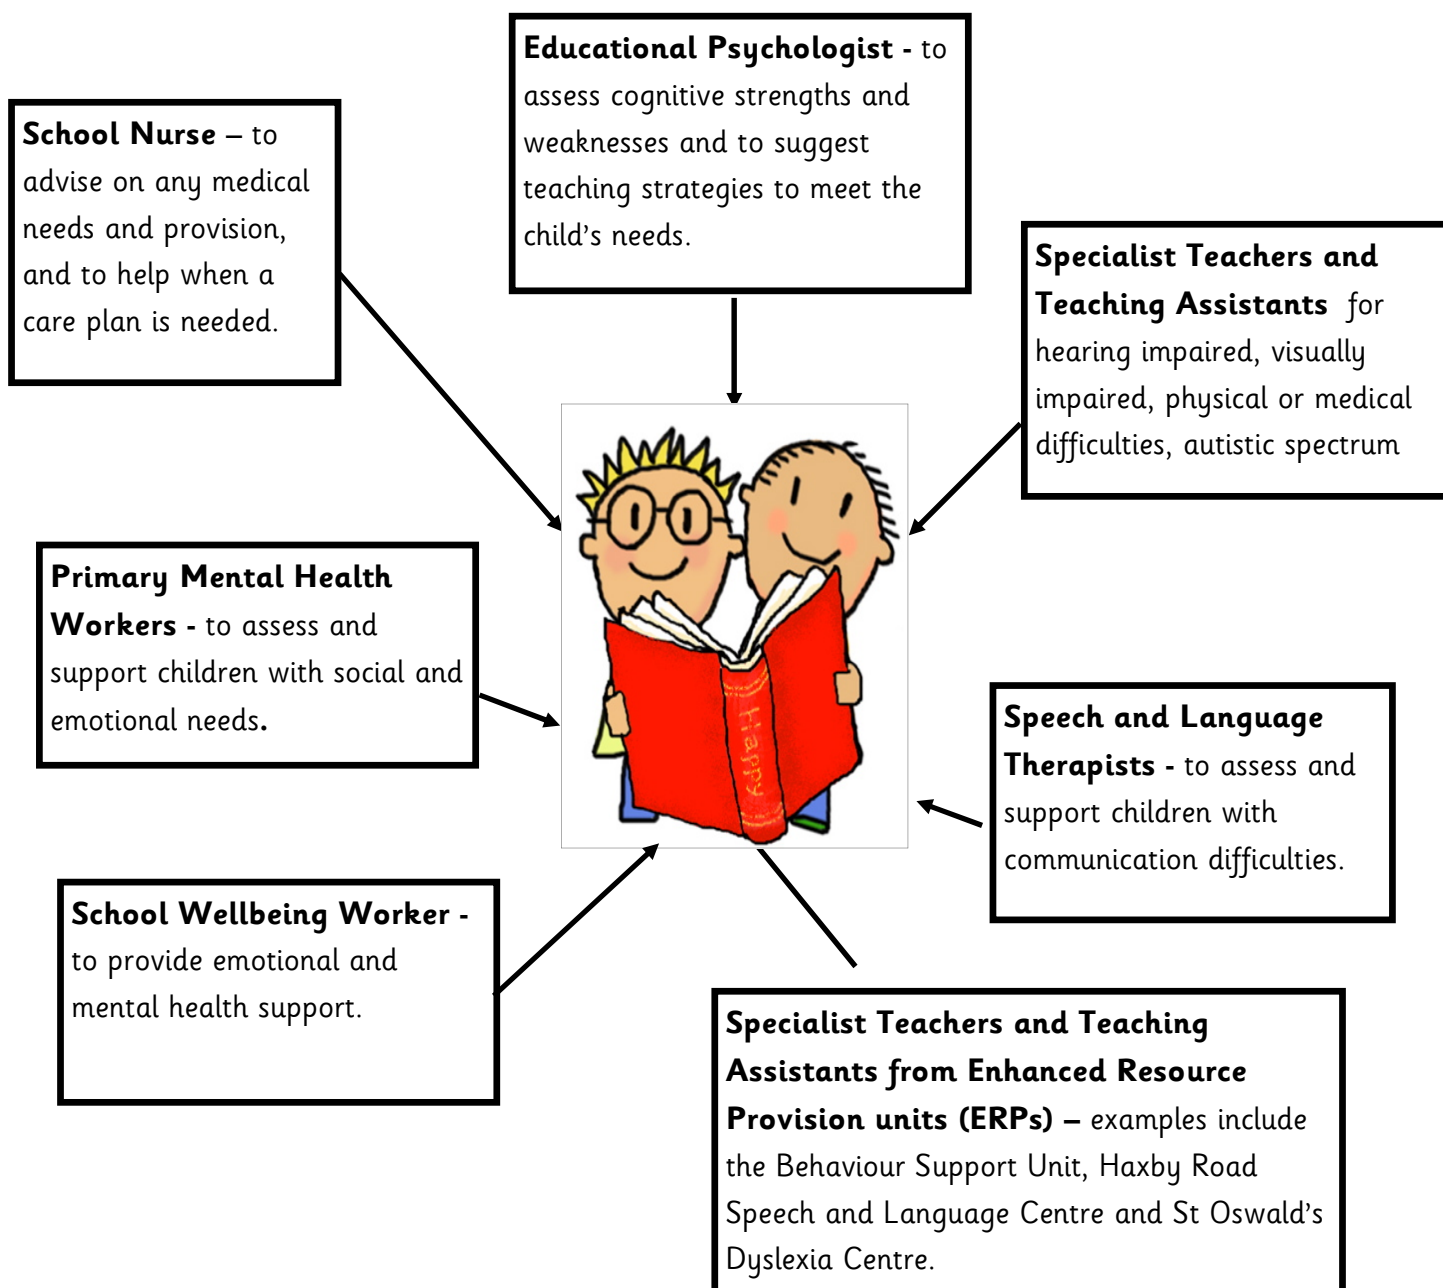 Educational Psychologist - to
assess cognitive strengths and
weaknesses and to suggest
teaching strategies to meet the
child's needs.
School Nurse – to
advise on any medical
needs and provision,
and to help when a
care plan is needed.
Specialist Teachers and
Teaching Assistants for
hearing impaired, visually
impaired, physical or medical
difficulties, autistic spectrum
Primary Mental Health
Workers - to assess and
support children with social and
emotional needs.
Happy
Speech and Language
Therapists - to assess and
support children with
communication difficulties.
School Wellbeing Worker -
to provide emotional and
mental health support.
Specialist Teachers and Teaching
Assistants from Enhanced Resource
Provision units (ERPs) – examples include
the Behaviour Support Unit, Haxby Road
Speech and Language Centre and St Oswald's
Dyslexia Centre.